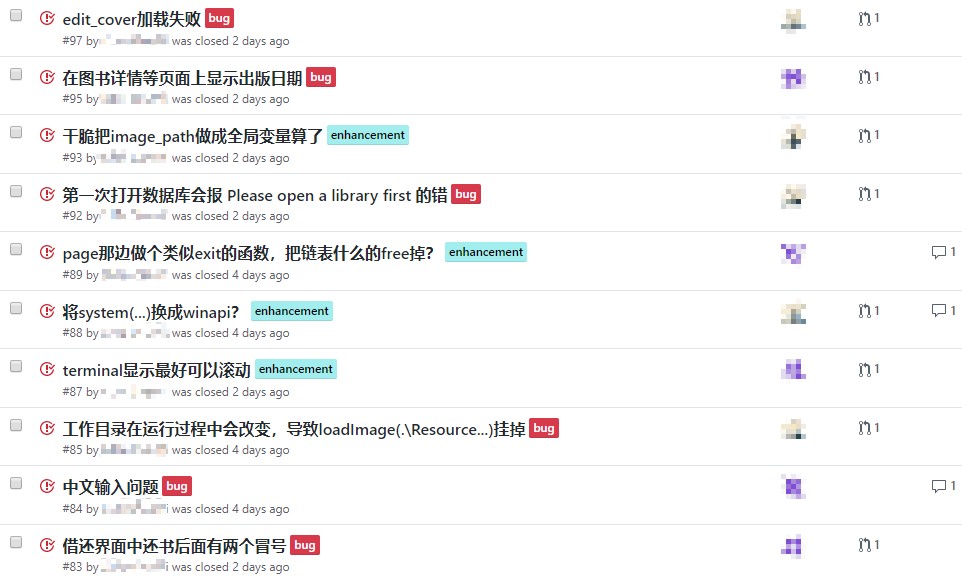 edit_cover加载失败 bug 1
#97 by was closed 2 days ago
在图书详情等页面上显示出版日期 bug 1
#95 by was closed 2 days ago
干脆把image_path做成全局变量算了 enhancement 1
#93 by was closed 2 days ago
第一次打开数据库会报 Please open a library first 的错 bug 1
#92 by was closed 2 days ago
page那边做个类似exit的函数，把链表什么的free掉？ enhancement 1
#89 by was closed 4 days ago
将system(...)换成winapi？ enhancement 1 1
#88 by was closed 4 days ago
terminal显示最好可以滚动 enhancement 1
#87 by was closed 2 days ago
工作目录在运行过程中会改变，导致loadImage(.\Resource...)挂掉 bug 1
#85 by was closed 4 days ago
中文输入问题 bug 1
#84 by was closed 4 days ago
借还界面中还书后面有两个冒号 bug 1
#83 by was closed 2 days ago